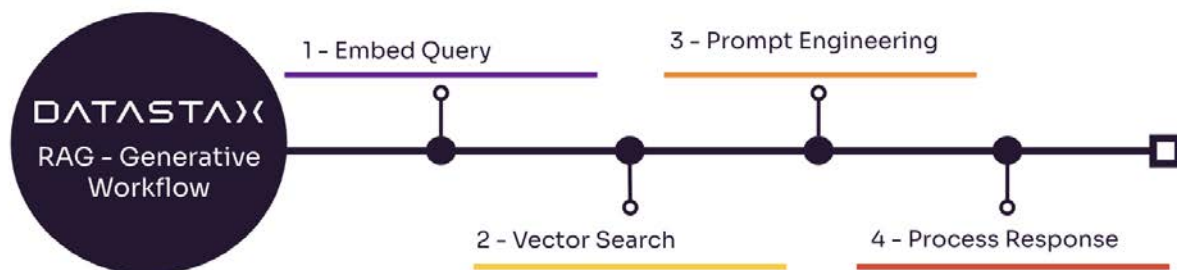 DATASTAX
RAG - Generative
Workflow
1 - Embed Query
2 - Vector Search
3 - Prompt Engineering
4 - Process Response